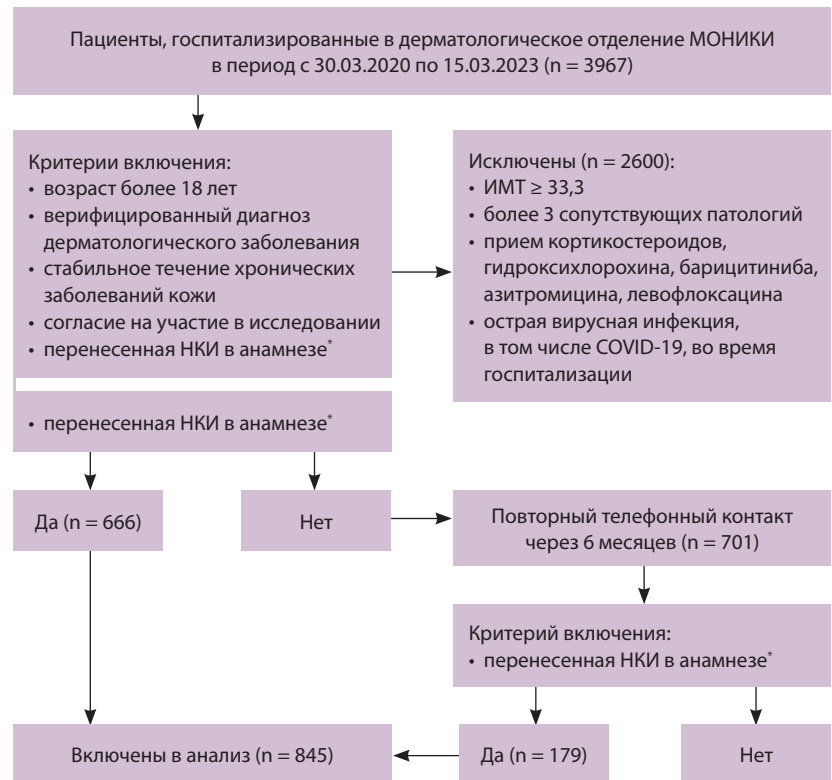 Пациенты, госпитализированные в дерматологическое отделение МОНИКИ
в период с 30.03.2020 по 15.03.2023 (n = 3967)
Критерии включения:
• возраст более 18 лет
• верифицированный диагноз
дерматологического заболевания
• стабильное течение хронических
заболеваний кожи
• согласие на участие в исследовании
• перенесенная НКИ в анамнезе*
Исключены (n = 2600):
• ИМТ ≥ 33,3
• более 3 сопутствующих патологий
• прием кортикостероидов,
гидроксихлорохина, барицитиниба,
азитромицина, левофлоксацина
• острая вирусная инфекция,
в том числе COVID-19, во время
госпитализации
• перенесенная НКИ в анамнезе*
Да (n = 666)
Нет
Повторный телефонный контакт
через 6 месяцев (n = 701)
Критерий включения:
• перенесенная НКИ в анамнезе*
Включены в анализ (n = 845)
Да (n = 179)
Нет